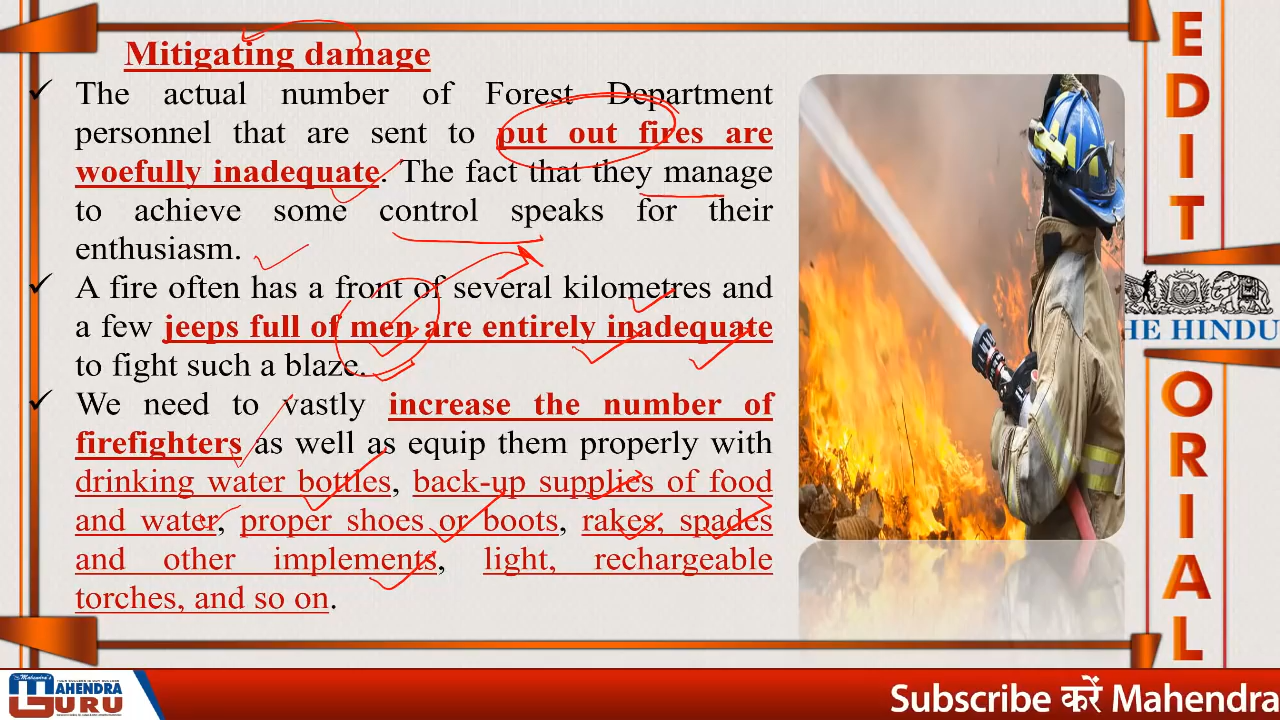 Mitigating damage
The actual number of Forest Department
personnel that are sent to put out fires are
woefully inadequate. The fact that they manage
to achieve some control speaks for their
enthusiasm.
A fire often has a front of several kilometres and
a few jeeps full of men are entirely inadequate
to fight such a blaze.
We need to vastly increase the number of
firefighters as well as equip them properly with
drinking water bottles, back-up supplies of food
and water, proper shoes or boots, rakes, spades
and other implements, light, rechargeable
torches, and so on.
EDIT
HE HINDU
ORIAL
Mahendra's
MAHENDRA
GURU
Subscribe करें Mahendra